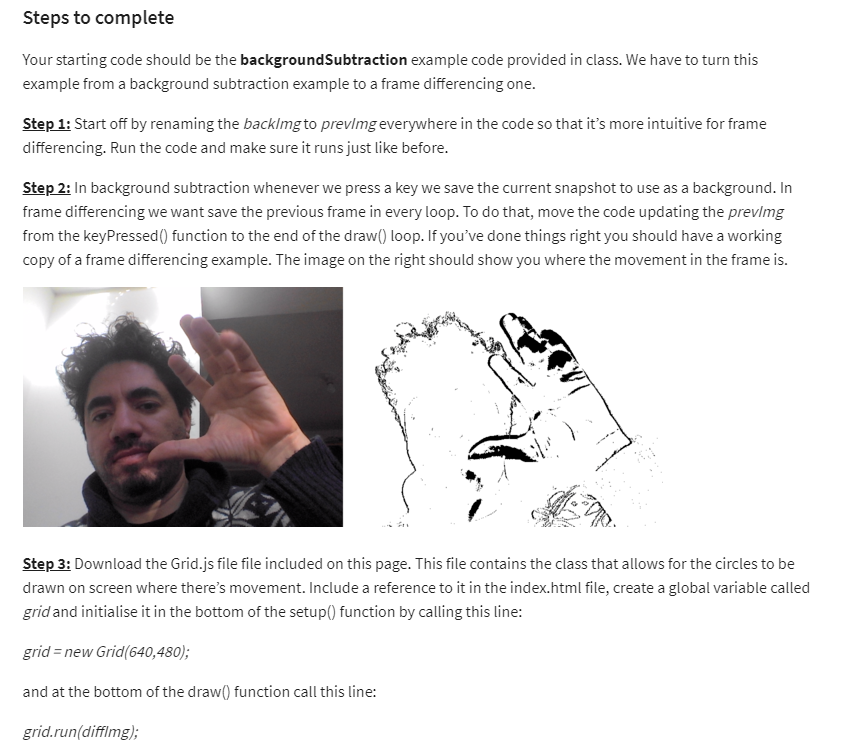 Steps to complete
Your starting code should be the backgroundSubtraction example code provided in class. We have to turn this
example from a background subtraction example to a frame differencing one.
Step 1: Start off by renaming the backImg to prevImg everywhere in the code so that it's more intuitive for frame
differencing. Run the code and make sure it runs just like before.
Step 2: In background subtraction whenever we press a key we save the current snapshot to use as a background. In
frame differencing we want save the previous frame in every loop. To do that, move the code updating the prevImg
from the keyPressed() function to the end of the draw() loop. If you've done things right you should have a working
copy of a frame differencing example. The image on the right should show you where the movement in the frame is.
Step 3: Download the Grid.js file file included on this page. This file contains the class that allows for the circles to be
drawn on screen where there's movement. Include a reference to it in the index.html file, create a global variable called
grid and initialise it in the bottom of the setup() function by calling this line:
grid = new Grid(640,480);
and at the bottom of the draw() function call this line:
grid.run(diffImg);